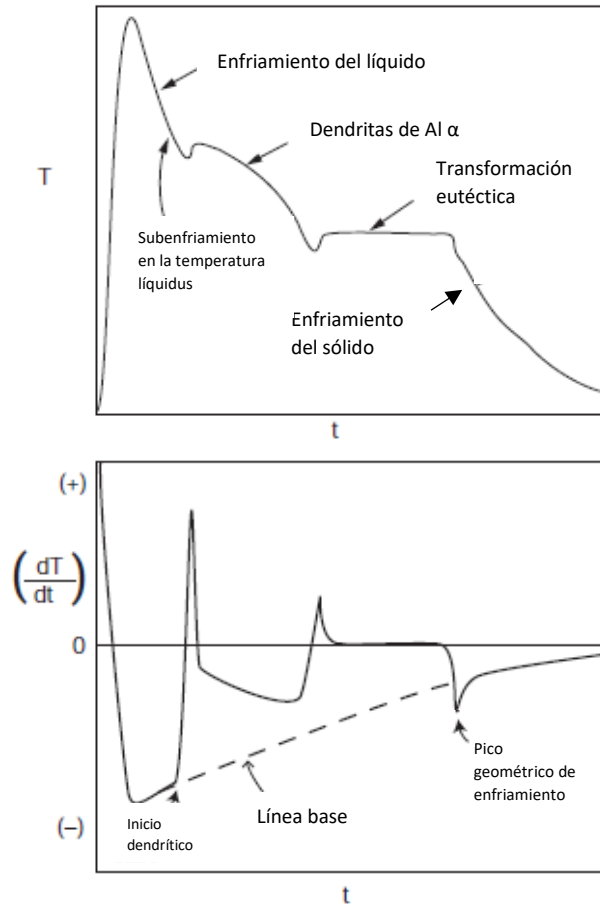 Enfriamiento del líquido
Dendritas de Al α
T
Transformación
eutéctica
Subenfriamiento
en la temperatura
líquidus
Enfriamiento
del sólido
t
(+)
(dT/dt)
0
Pico
geométrico de
enfriamiento
Línea base
Inicio
dendrítico
(–)
t